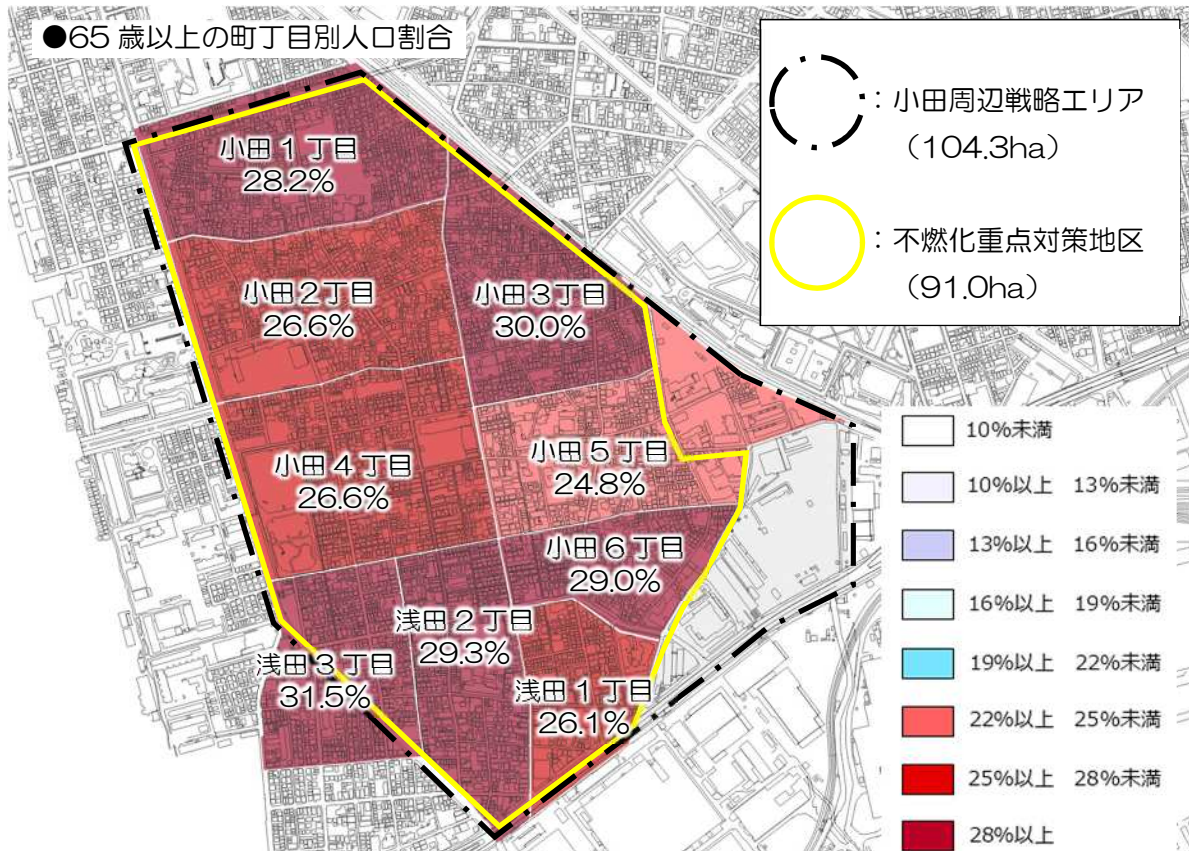 ●65 歳以上の町丁目別人口割合
：小田周辺戦略エリア
（104.3ha）
：不燃化重点対策地区
（91.0ha）
小田１丁目
28.2%
小田２丁目
26.6%
小田３丁目
30.0%
小田４丁目
26.6%
小田５丁目
24.8%
小田６丁目
29.0%
浅田２丁目
29.3%
浅田３丁目
31.5%
浅田１丁目
26.1%
10%未満
10%以上 13%未満
13%以上 16%未満
16%以上 19%未満
19%以上 22%未満
22%以上 25%未満
25%以上 28%未満
28%以上